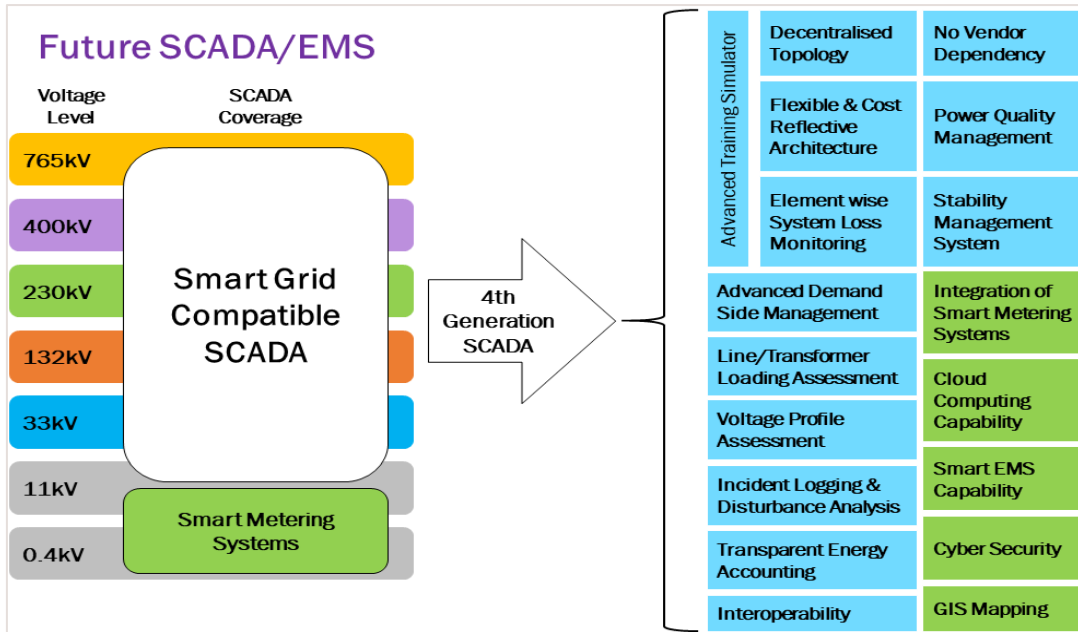 Future SCADA/EMS
Voltage
Level
SCADA
Coverage
765kV
400kV
230kV
132kV
33kV
11kV
0.4kV
Smart Grid
Compatible
SCADA
Smart Metering
Systems
4th
Generation
SCADA
Advanced Training Simulator
Decentralised
Topology
No Vendor
Dependency
Flexible & Cost
Reflective
Architecture
Power Quality
Management
Element wise
System Loss
Monitoring
Stability
Management
System
Advanced Demand
Side Management
Integration of
Smart Metering
Systems
Line/Transformer
Loading Assessment
Cloud
Computing
Capability
Voltage Profile
Assessment
Smart EMS
Capability
Incident Logging &
Disturbance Analysis
Cyber Security
Transparent Energy
Accounting
GIS Mapping
Interoperability